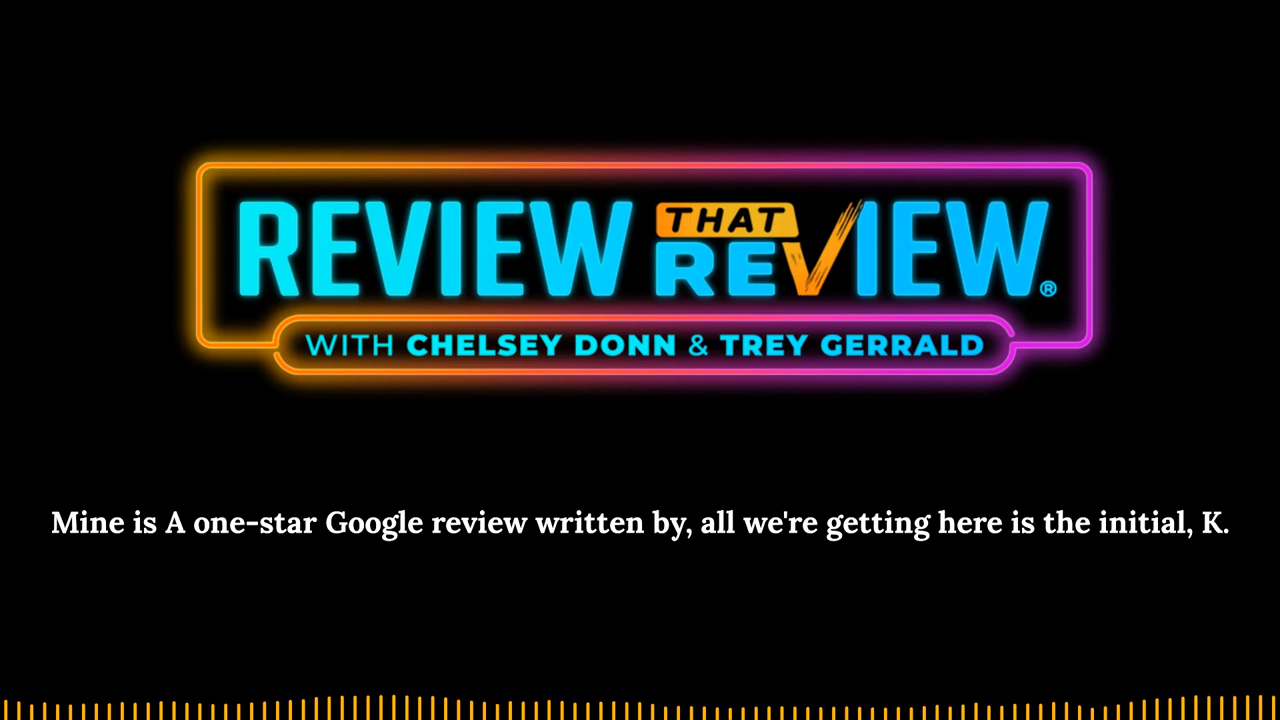 REVIEW THAT REVIEW®
WITH CHELSEY DONN & TREY GERRALD
Mine is A one-star Google review written by, all we're getting here is the initial, K.